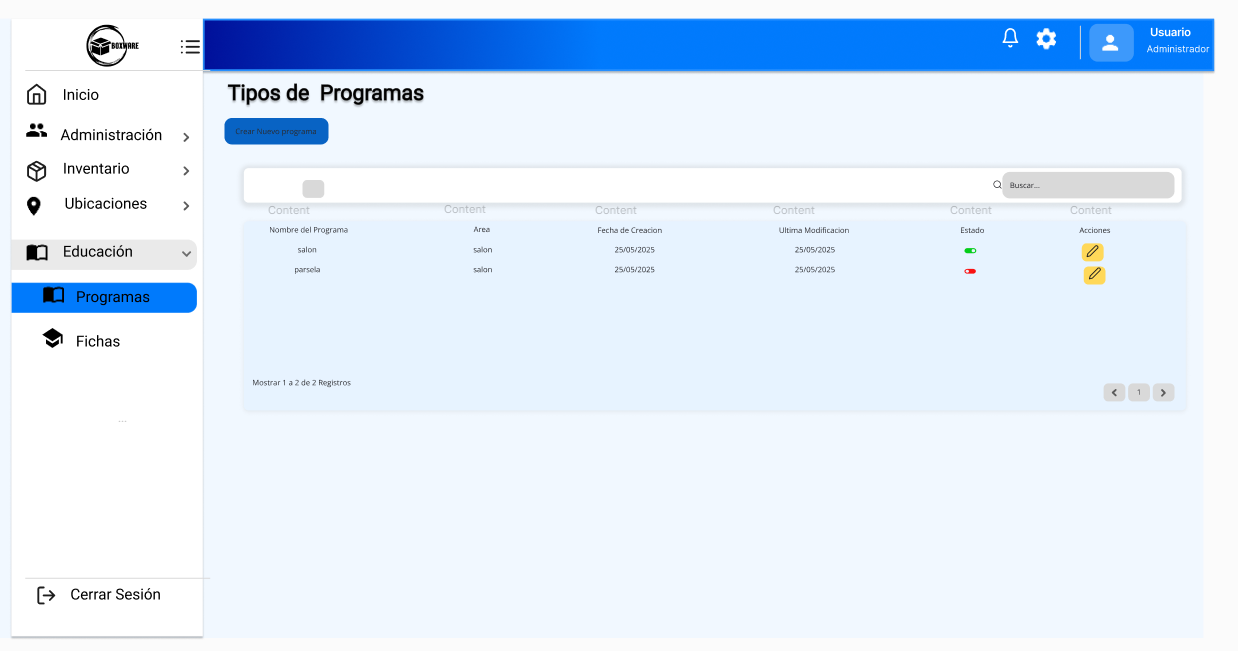 BOXWARE
Usuario
Administrador
Inicio
Administración
Inventario
Ubicaciones
Educación
Programas
Fichas
...
Cerrar Sesión
Tipos de Programas
Crear Nuevo programa
Buscar...
Content Content Content Content Content Content
Nombre del Programa Area Fecha de Creacion Ultima Modificacion Estado Acciones
salon salon 25/05/2025 25/05/2025
parsela salon 25/05/2025 25/05/2025
Mostrar 1 a 2 de 2 Registros
1